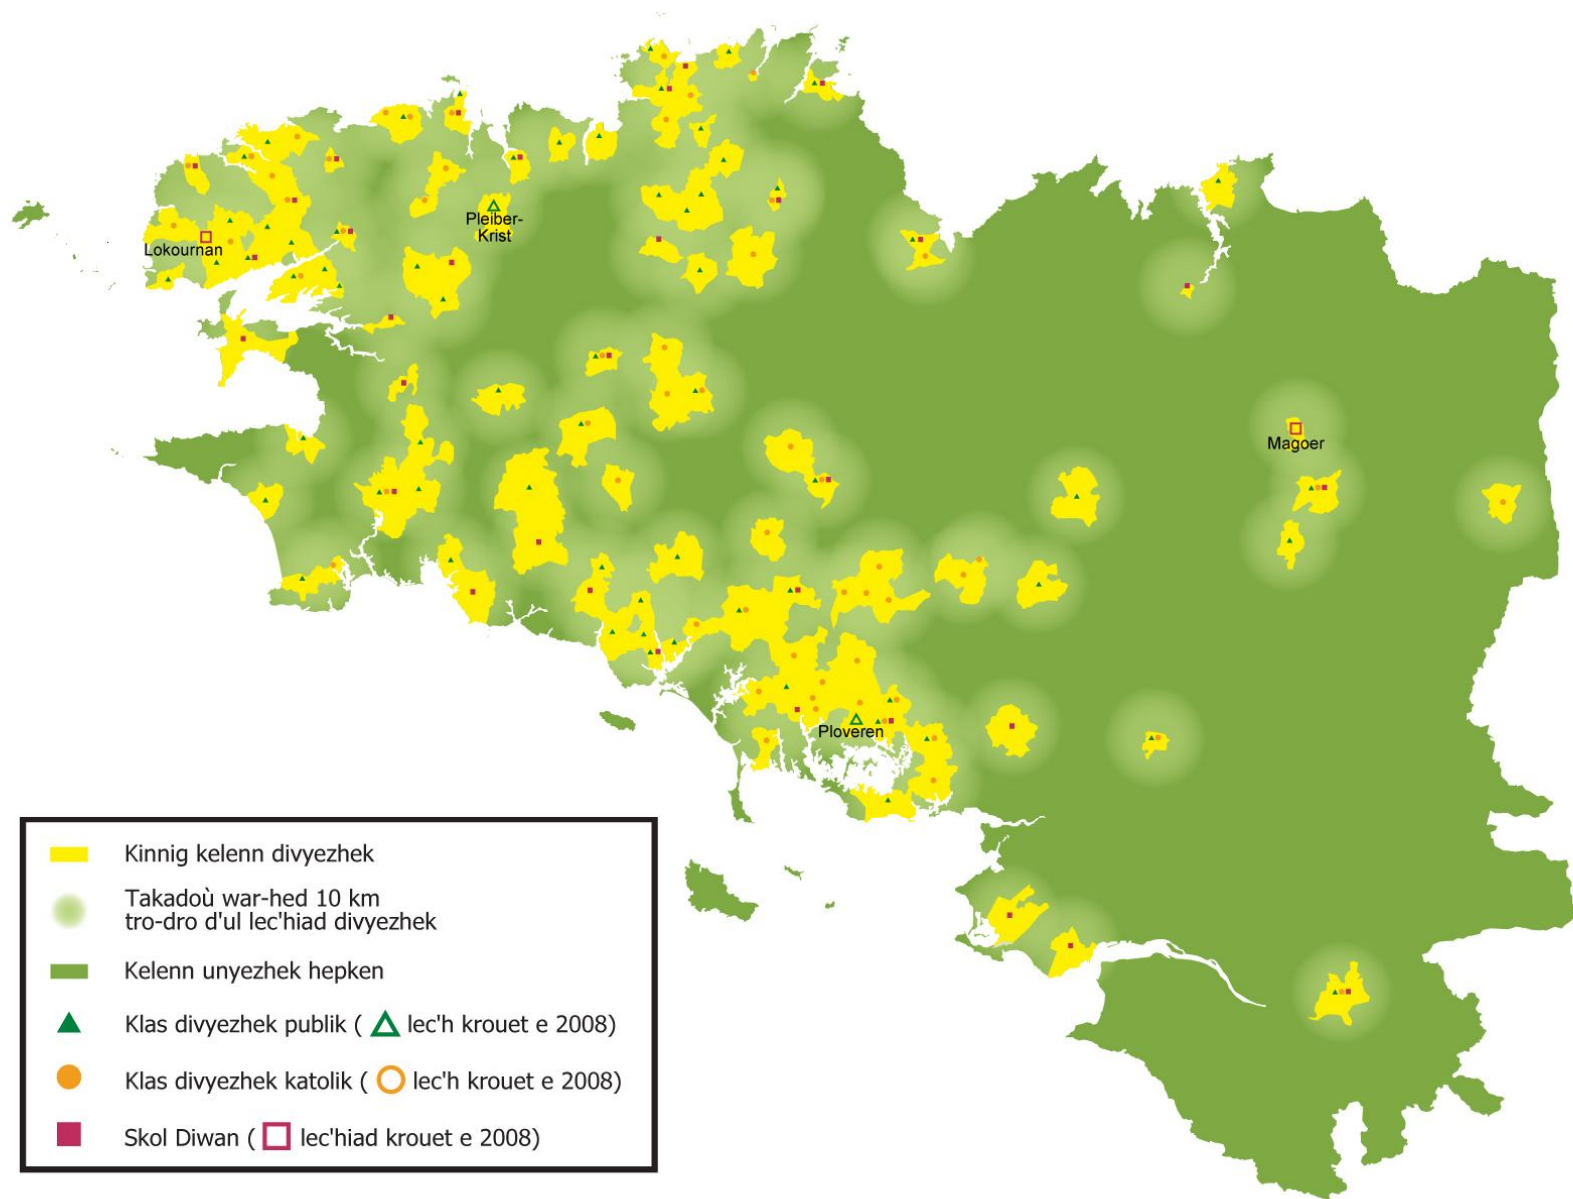 Pleiber-
Krist
Lokournan
Magoer
Ploveren
Kinnig kelenn divyezhek
Takadoù war-hed 10 km
tro-dro d'ul lec'hiad divyezhek
Kelenn unyezhek hepken
Klas divyezhek publik ( lec'h krouet e 2008)
Klas divyezhek katolik ( lec'h krouet e 2008)
Skol Diwan ( lec'hiad krouet e 2008)